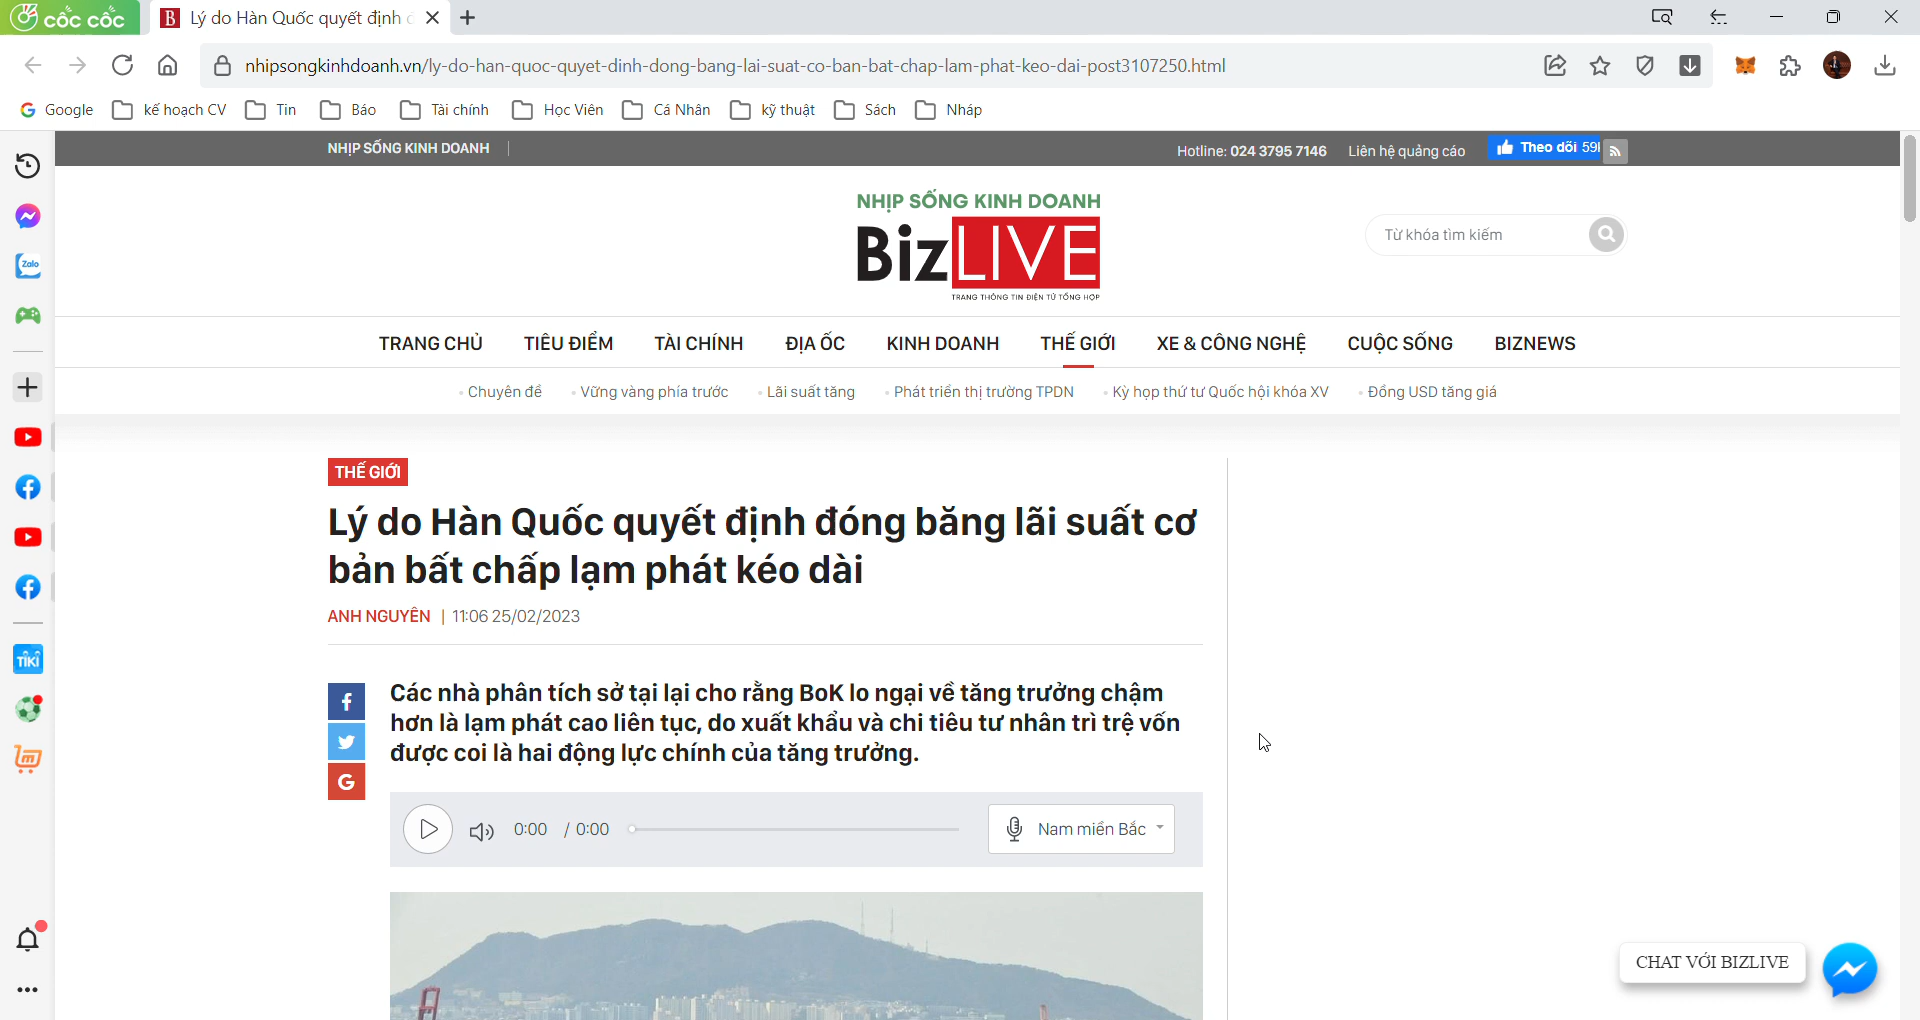 cốc cốc
Lý do Hàn Quốc quyết định
nhipsongkinhdoanh.vn/ly-do-han-quoc-quyet-dinh-dong-bang-lai-suat-co-ban-bat-chap-lam-phat-keo-dai-post3107250.html
Google kế hoạch CV Tin Báo Tài chính Học Viên Cá Nhân kỹ thuật Sách Nháp
NHỊP SỐNG KINH DOANH
Hotline: 024 3795 7146 Liên hệ quảng cáo Theo dõi
NHỊP SỐNG KINH DOANH
BizLIVE
TRANG THÔNG TIN ĐIỆN TỬ TỔNG HỢP
Từ khóa tìm kiếm
Zalo
TRANG CHỦ TIÊU ĐIỂM TÀI CHÍNH ĐỊA ỐC KINH DOANH THẾ GIỚI XE & CÔNG NGHỆ CUỘC SỐNG BIZNEWS
Chuyên đề Vững vàng phía trước Lãi suất tăng Phát triển thị trường TPDN Kỳ họp thứ tư Quốc hội khóa XV Đồng USD tăng giá
THẾ GIỚI
Lý do Hàn Quốc quyết định đóng băng lãi suất cơ
bản bất chấp lạm phát kéo dài
ANH NGUYÊN | 11:06 25/02/2023
TIKI
Các nhà phân tích sở tại lại cho rằng BoK lo ngại về tăng trưởng chậm
hơn là lạm phát cao liên tục, do xuất khẩu và chi tiêu tư nhân trì trệ vốn
được coi là hai động lực chính của tăng trưởng.
0:00 / 0:00 Nam miền Bắc
CHAT VỚI BIZLIVE